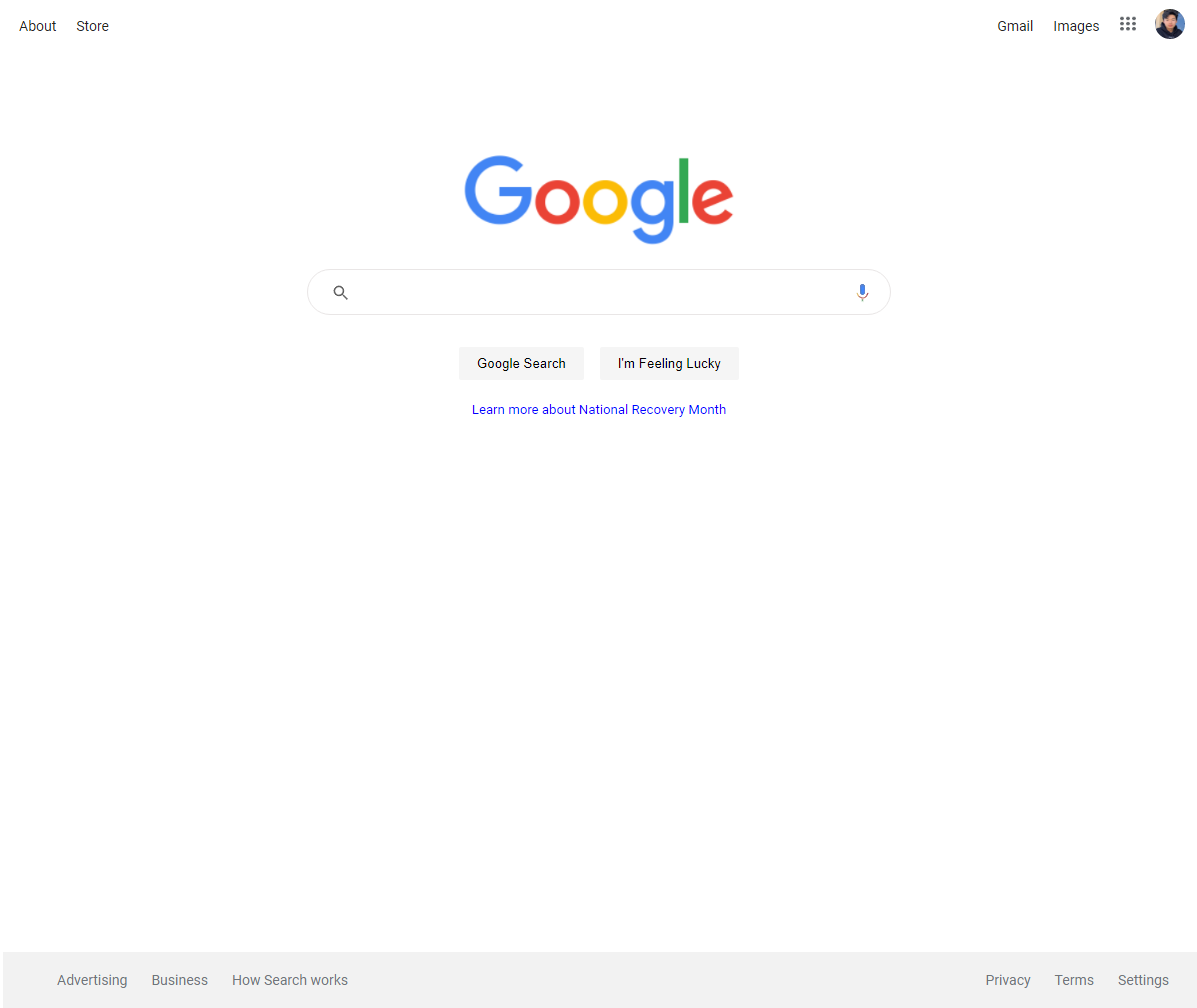 About Store Gmail Images
Google
Google Search I'm Feeling Lucky
Learn more about National Recovery Month
Advertising Business How Search works Privacy Terms Settings